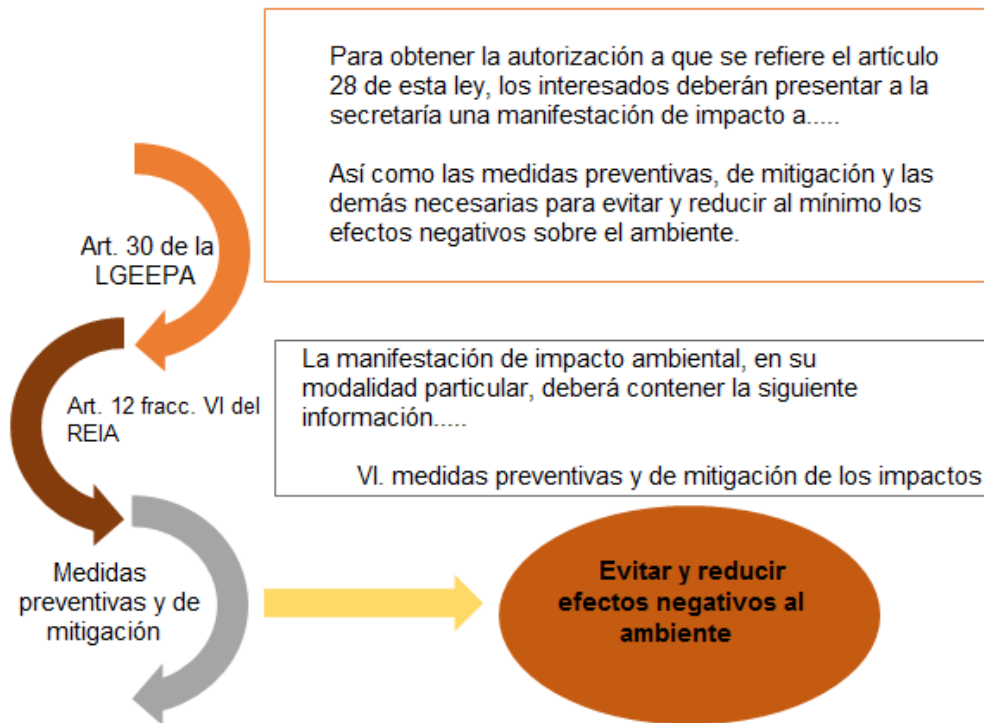 Para obtener la autorización a que se refiere el artículo
28 de esta ley, los interesados deberán presentar a la
secretaría una manifestación de impacto a.....
Así como las medidas preventivas, de mitigación y las
demás necesarias para evitar y reducir al mínimo los
efectos negativos sobre el ambiente.
Art. 30 de la
LGEEPA
La manifestación de impacto ambiental, en su
modalidad particular, deberá contener la siguiente
información.....
VI. medidas preventivas y de mitigación de los impactos
Art. 12 fracc. VI del
REIA
Medidas
preventivas y de
mitigación
Evitar y reducir
efectos negativos al
ambiente